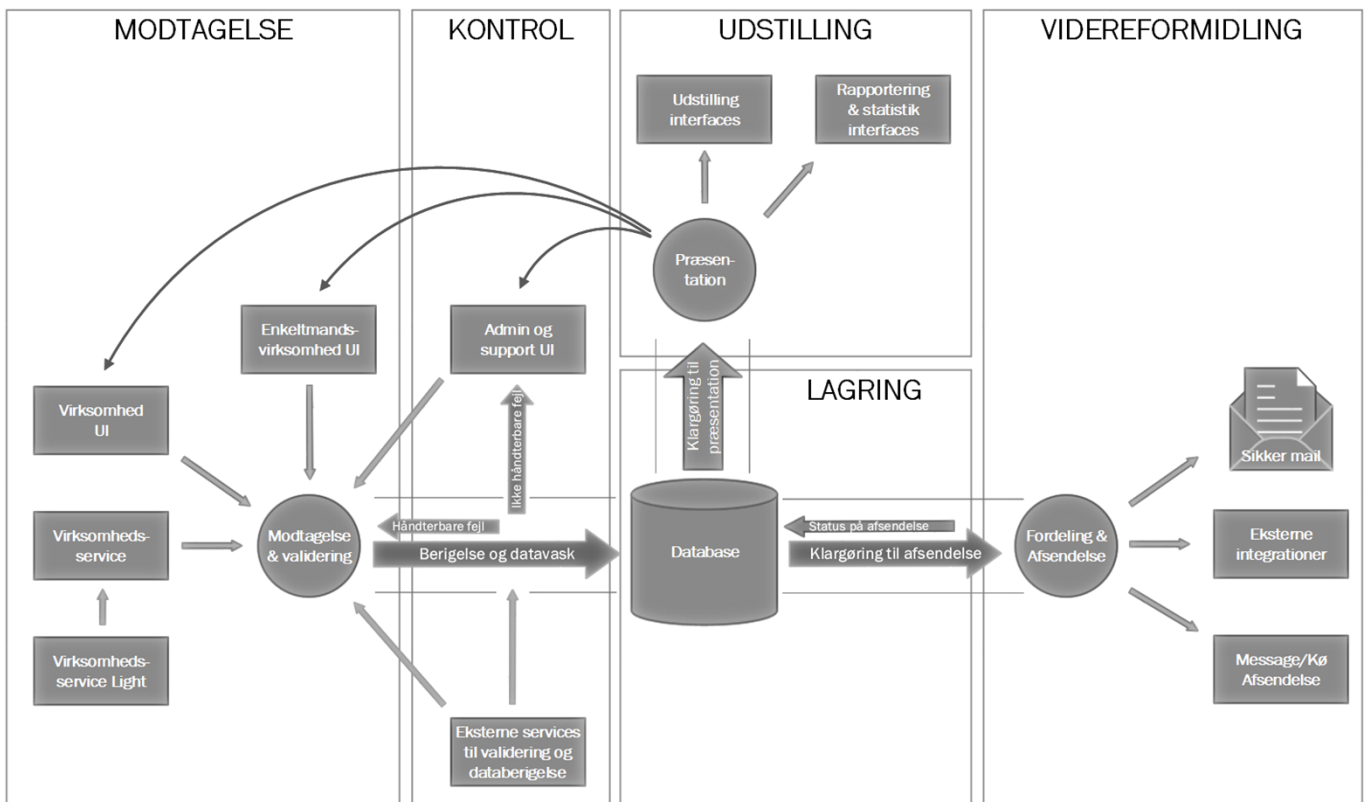 MODTAGELSE
KONTROL
UDSTILLING
VIDEREFORMIDLING
Udstilling
interfaces
Rapportering
& statistik
interfaces
Præsen-
tation
Enkeltmands-
virksomhed UI
Admin og
support UI
Klargøring til
præsentation
LAGRING
Virksomhed
UI
Ikke håndterbare fejl
Sikker mail
Virksomheds-
service
Modtagelse
& validering
Håndterbare fejl
Berigelse og datavask
Database
Status på afsendelse
Klargøring til afsendelse
Fordeling &
Afsendelse
Eksterne
integrationer
Virksomheds-
service Light
Message/Kø
Afsendelse
Eksterne services
til validering og
databerigelse